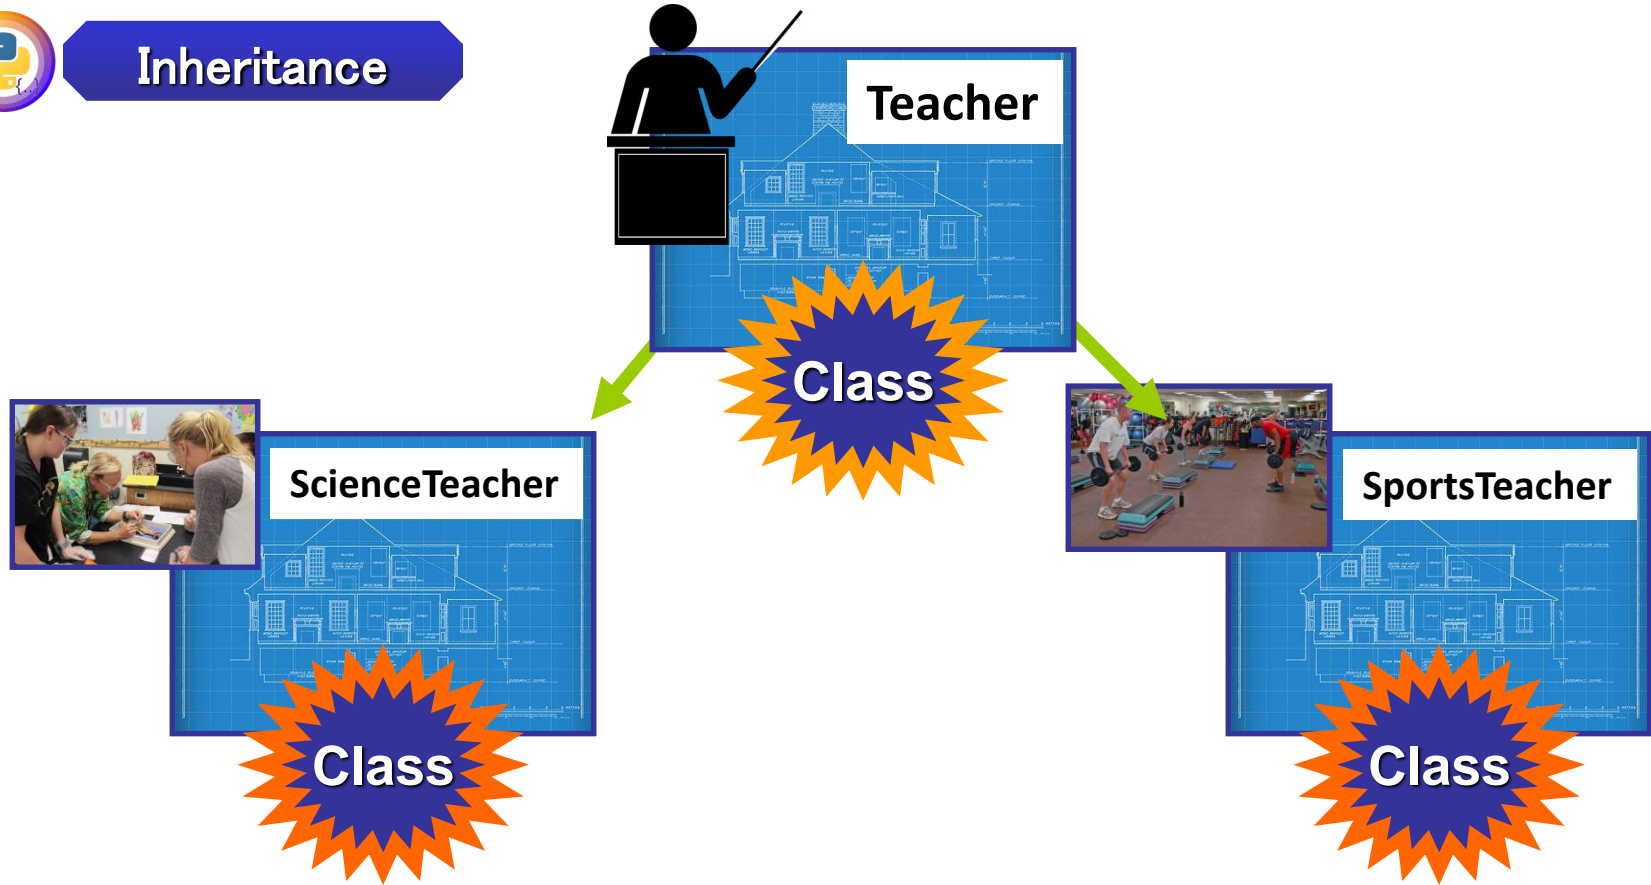 Inheritance
Teacher
Class
ScienceTeacher
SportsTeacher
Class
Class